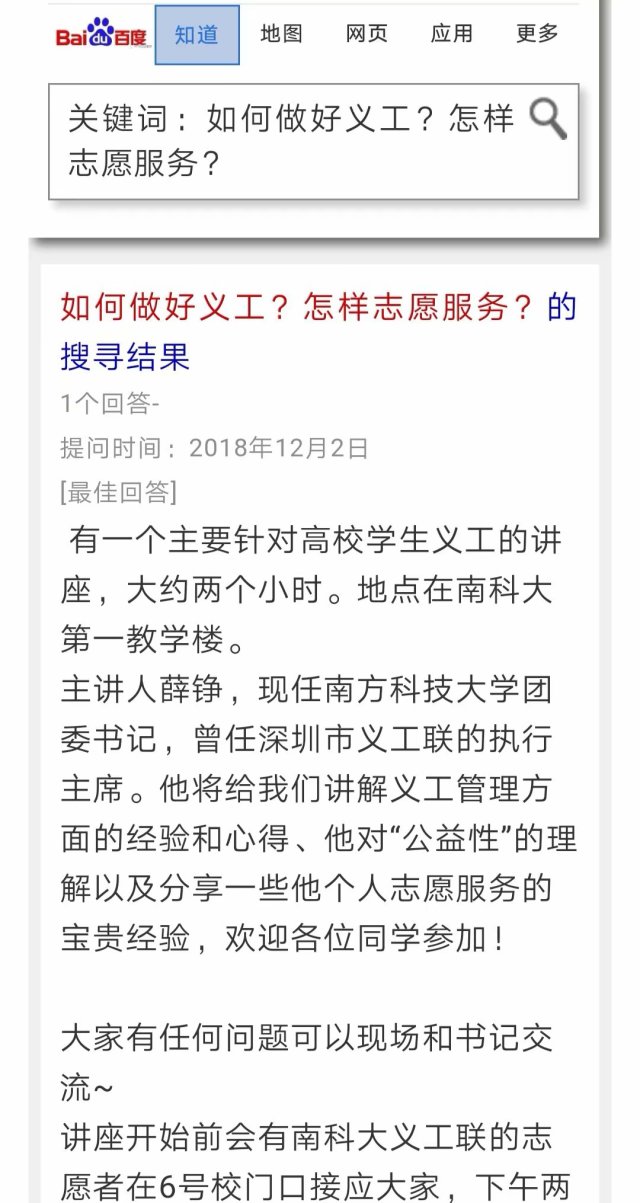 Bai du 百度 知道 地图 网页 应用 更多
关键词：如何做好义工？怎样
志愿服务？
如何做好义工？怎样志愿服务？的
搜寻结果
1个回答-
提问时间：2018年12月2日
[最佳回答]
有一个主要针对高校学生义工的讲
座，大约两个小时。地点在南科大
第一教学楼。
主讲人薛铮，现任南方科技大学团
委书记，曾任深圳市义工联的执行
主席。他将给我们讲解义工管理方
面的经验和心得、他对“公益性”的理
解以及分享一些他个人志愿服务的
宝贵经验，欢迎各位同学参加！
大家有任何问题可以现场和书记交
流~
讲座开始前会有南科大义工联的志
愿者在6号校门口接应大家，下午两